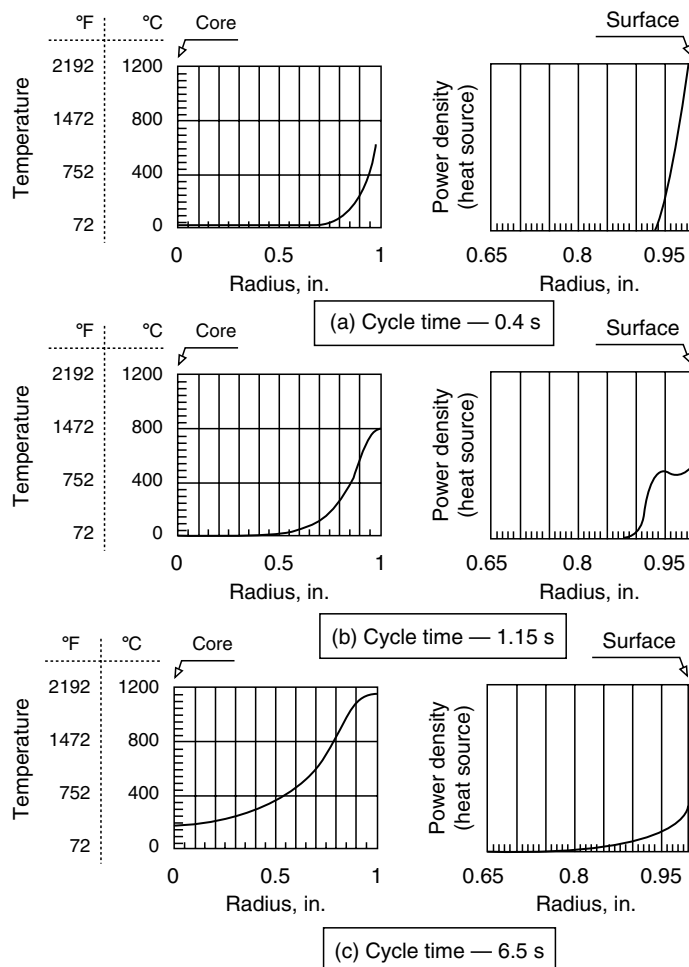 °F °C Core Surface
2192 1200
1472 800
752 400
72 0
Temperature
0 0.5 1
Radius, in.
Power density
(heat source)
0.65 0.8 0.95
Radius, in.
(a) Cycle time — 0.4 s
°F °C Core Surface
2192 1200
1472 800
752 400
72 0
Temperature
0 0.5 1
Radius, in.
Power density
(heat source)
0.65 0.8 0.95
Radius, in.
(b) Cycle time — 1.15 s
°F °C Core Surface
2192 1200
1472 800
752 400
72 0
Temperature
0 0.5 1
Radius, in.
Power density
(heat source)
0.65 0.8 0.95
Radius, in.
(c) Cycle time — 6.5 s